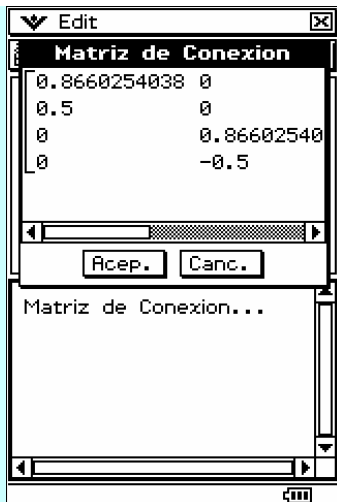 Edit
Matriz de Conexion
0.8660254038 0
0.5 0
0 0.86602540
0 -0.5
Acep. Canc.
Matriz de Conexion...